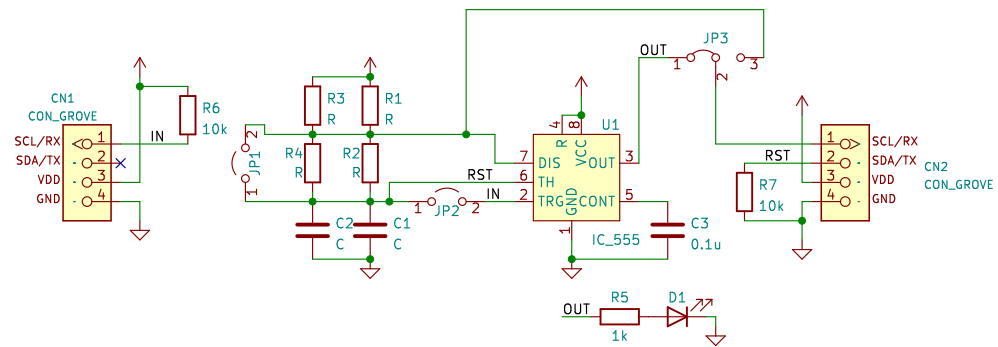 OUT
JP3
1
2
3
CN1
CON_GROVE
SCL/RX
SDA/TX
VDD
GND
1
2
3
4
R6
10k
IN
R3
R
R1
R
R4
R
R2
R
2
JP1
1
C2
C
C1
C
RST
IN
1
JP2
2
U1
4
8
R
VCC
7
DIS
VOUT
3
6
TH
2
TRG
GND
CONT
5
1
IC_555
C3
0.1u
RST
R7
10k
1
2
3
4
SCL/RX
SDA/TX
VDD
GND
CN2
CON_GROVE
OUT
R5
1k
D1